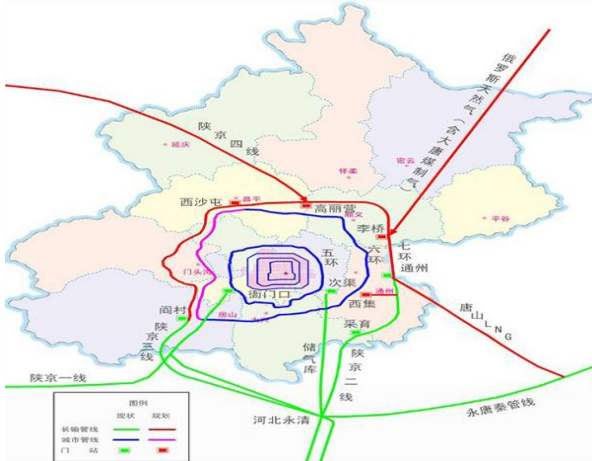 俄罗斯天然气（含大唐煤制气）
陕京四线
延庆
密云
怀柔
昌平
西沙屯
高丽营
顺义
平谷
李桥
七环
六环
五环
通州
门头沟
衙门口
次渠
通州
西集
房山
大兴
采育
阎村
唐山LNG
陕京三线
储气库
陕京二线
陕京一线
永唐秦管线
河北永清
图例
现状 规划
长输管线
城市管线
门 站